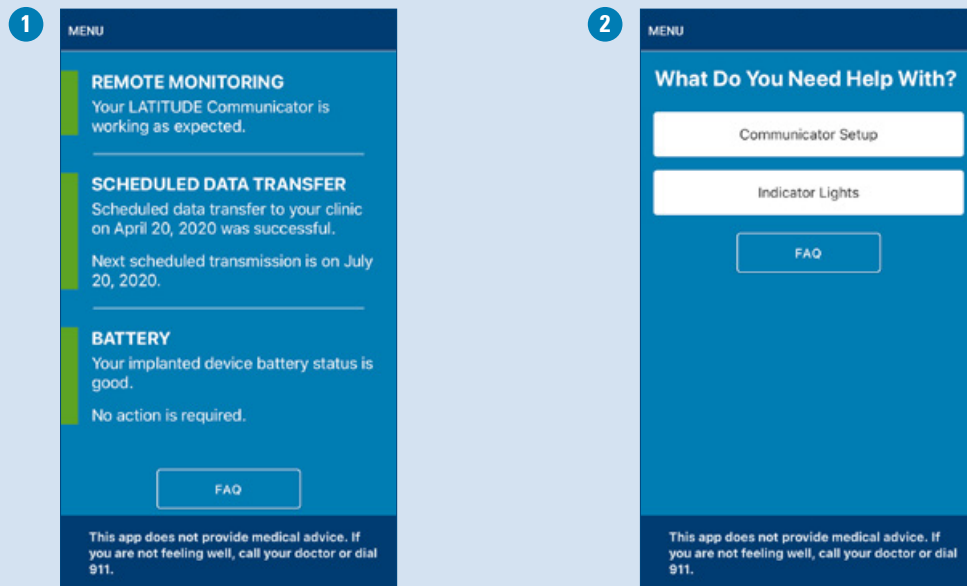 1
MENU
REMOTE MONITORING
Your LATITUDE Communicator is
working as expected.
SCHEDULED DATA TRANSFER
Scheduled data transfer to your clinic
on April 20, 2020 was successful.
Next scheduled transmission is on July
20, 2020.
BATTERY
Your implanted device battery status is
good.
No action is required.
FAQ
This app does not provide medical advice. If
you are not feeling well, call your doctor or dial
911.
2
MENU
What Do You Need Help With?
Communicator Setup
Indicator Lights
FAQ
This app does not provide medical advice. If
you are not feeling well, call your doctor or dial
911.